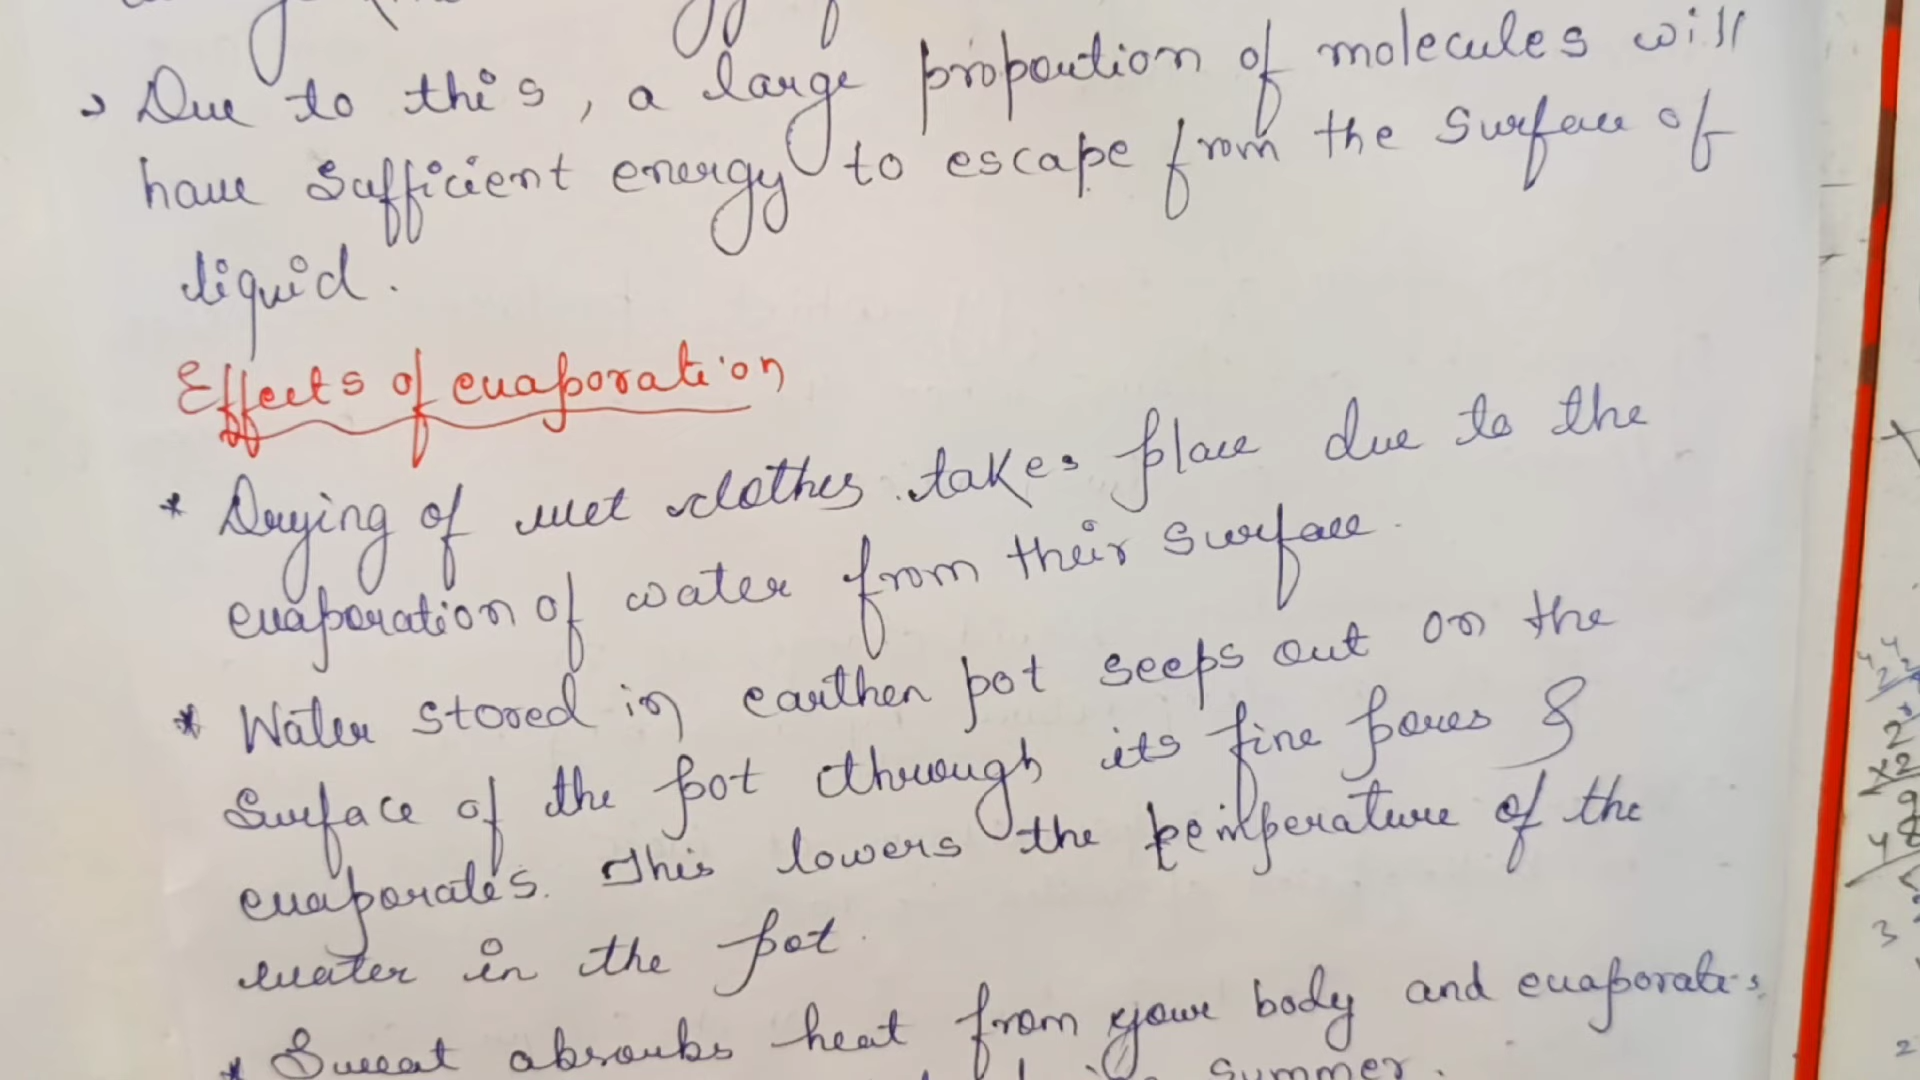 → Due to this, a large proportion of molecules will
have sufficient energy to escape from the surface of
liquid.
Effects of evaporation
* Drying of wet clothes takes place due to the
evaporation of water from their surface.
* Water stored in earthen pot seeps out on the
surface of the pot through its fine pores &
evaporates. This lowers the temperature of the
water in the pot.
* Sweat absorbs heat from your body and evaporates
summer.